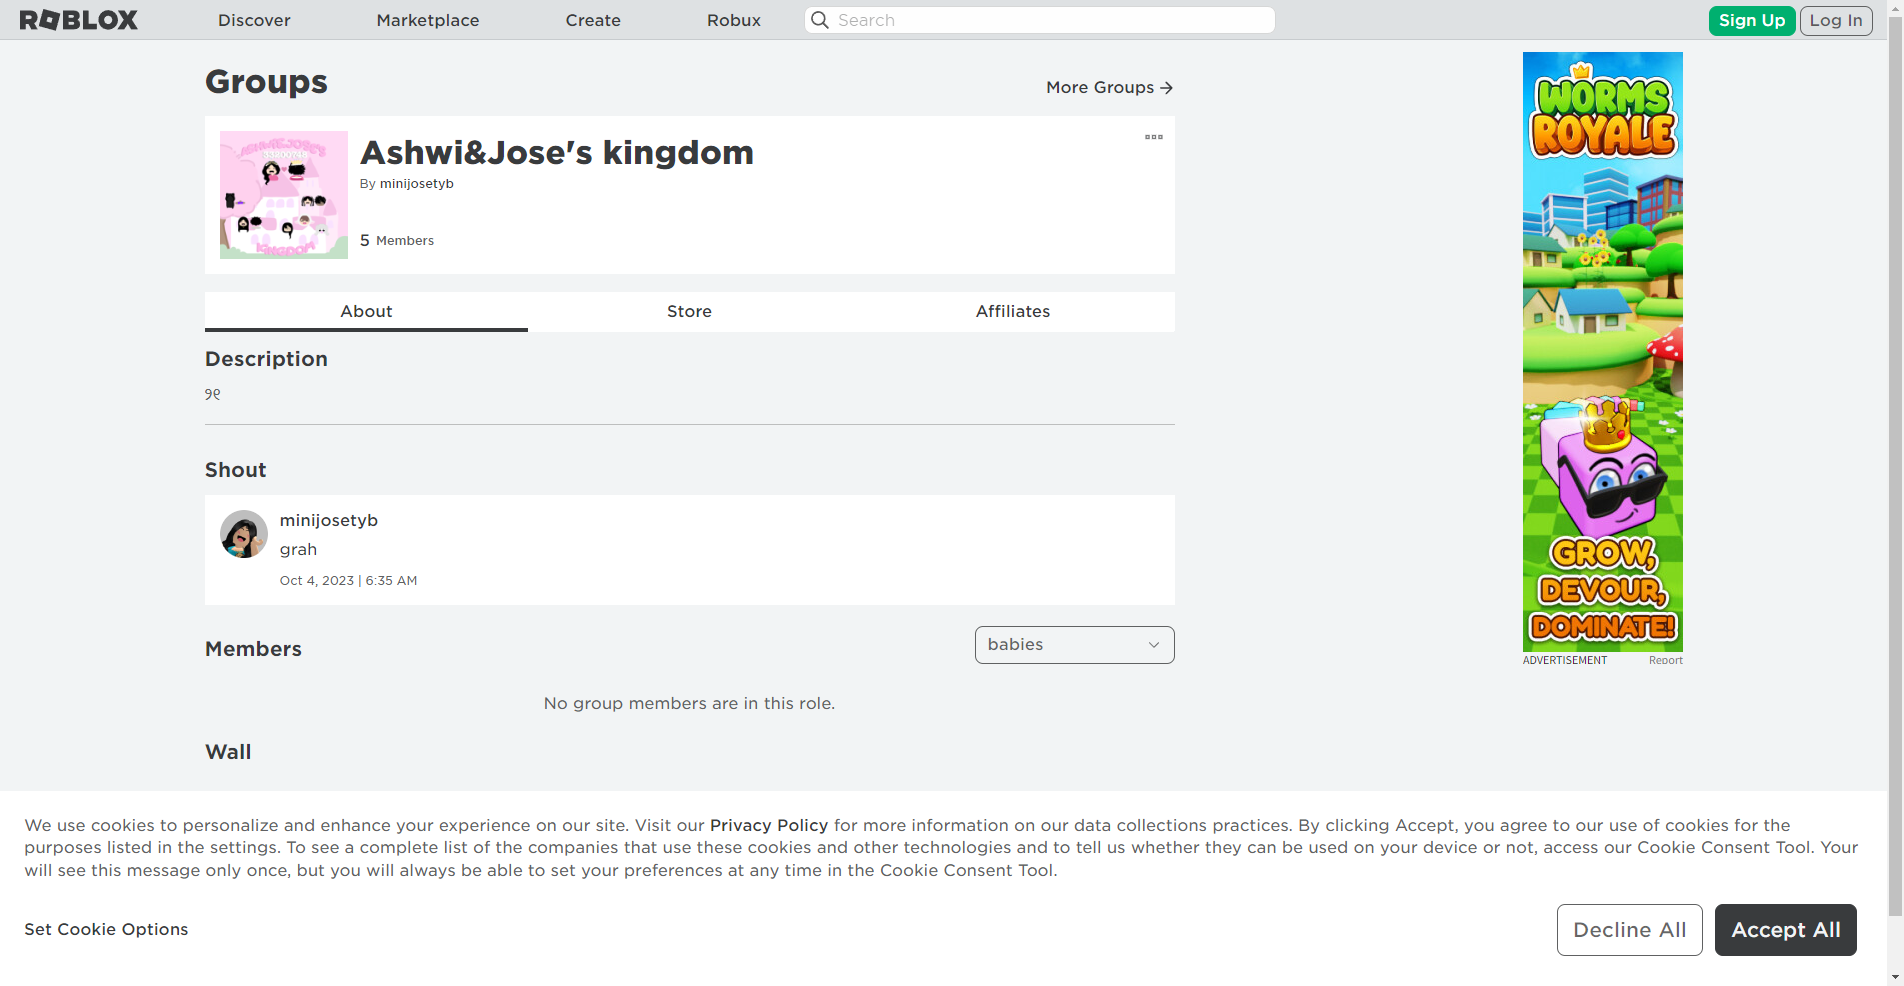 ROBLOX
Discover
Marketplace
Create
Robux
Search
Sign Up
Log In
Groups
More Groups →
Ashwi&Jose's kingdom
By minijosetyb
5 Members
KINGDOM
About
Store
Affiliates
Description
୨୧
Shout
minijosetyb
grah
Oct 4, 2023 | 6:35 AM
Members
babies
No group members are in this role.
Wall
WORMS
ROYALE
GROW,
DEVOUR,
DOMINATE!
ADVERTISEMENT
Report
We use cookies to personalize and enhance your experience on our site. Visit our Privacy Policy for more information on our data collections practices. By clicking Accept, you agree to our use of cookies for the
purposes listed in the settings. To see a complete list of the companies that use these cookies and other technologies and to tell us whether they can be used on your device or not, access our Cookie Consent Tool. Your
will see this message only once, but you will always be able to set your preferences at any time in the Cookie Consent Tool.
Set Cookie Options
Decline All
Accept All